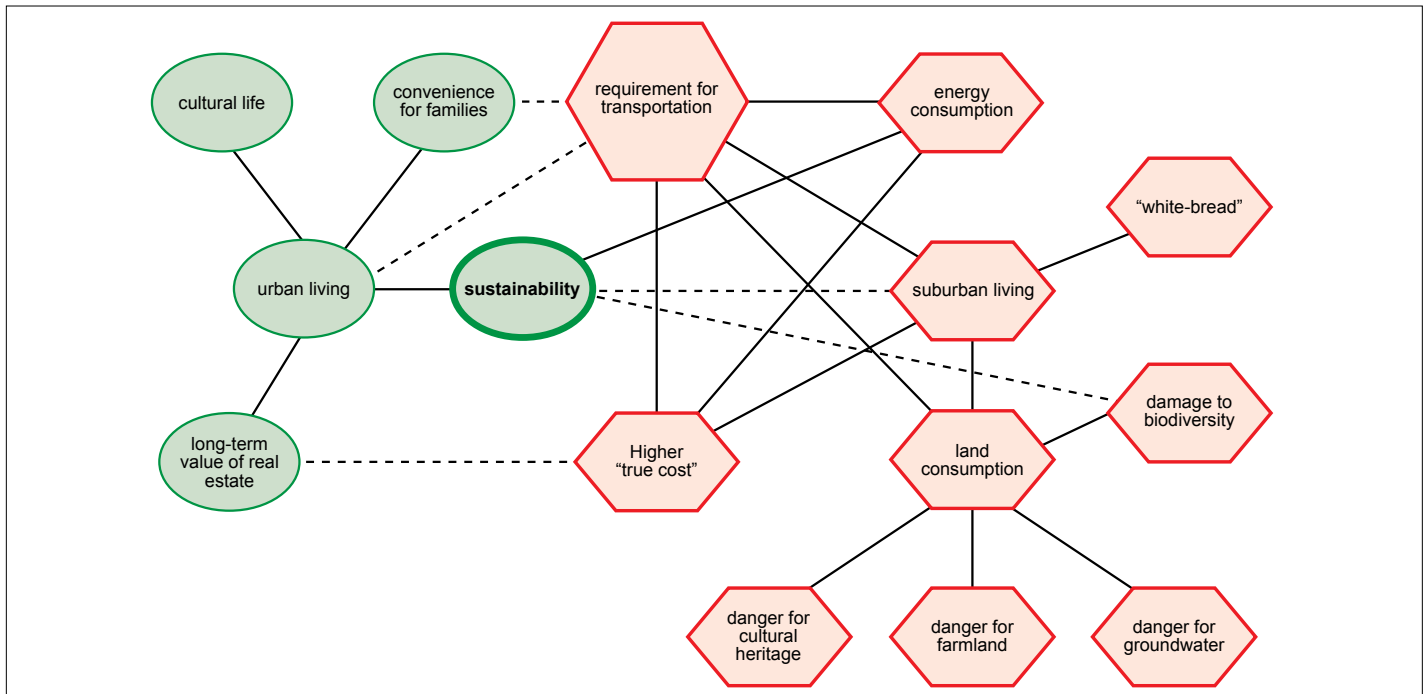 cultural life
convenience
for families
requirement for
transportation
energy
consumption
“white-bread”
urban living
sustainability
suburban living
damage to
biodiversity
long-term
value of real
estate
Higher
“true cost”
land
consumption
danger for
cultural
heritage
danger for
farmland
danger for
groundwater